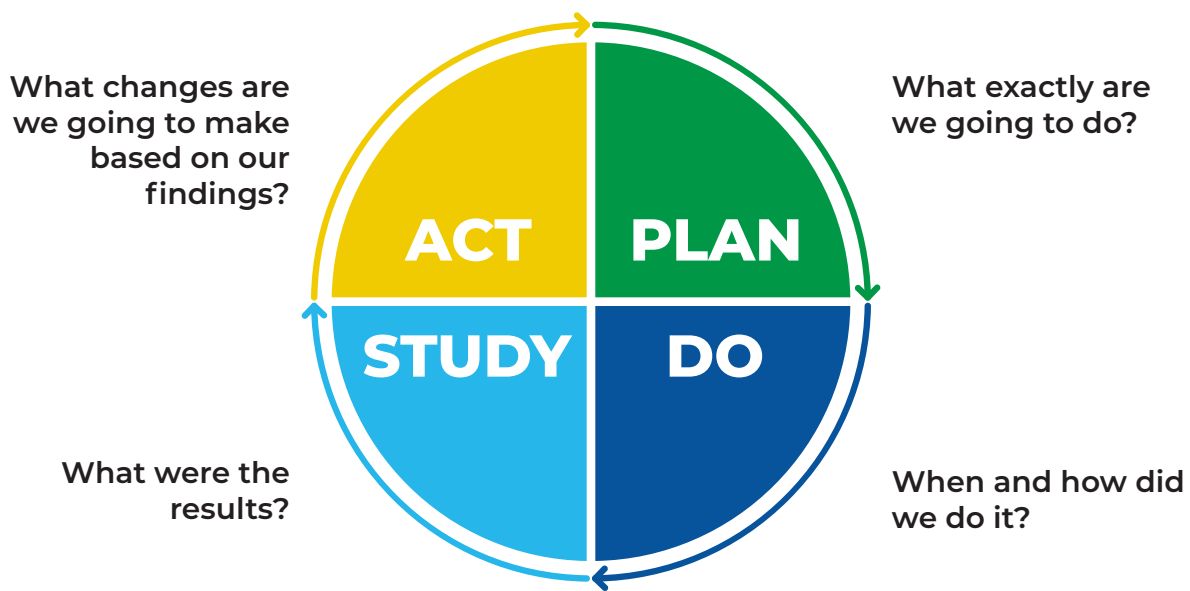 What changes are
we going to make
based on our
findings?
What exactly are
we going to do?
ACT
PLAN
STUDY
DO
What were the
results?
When and how did
we do it?